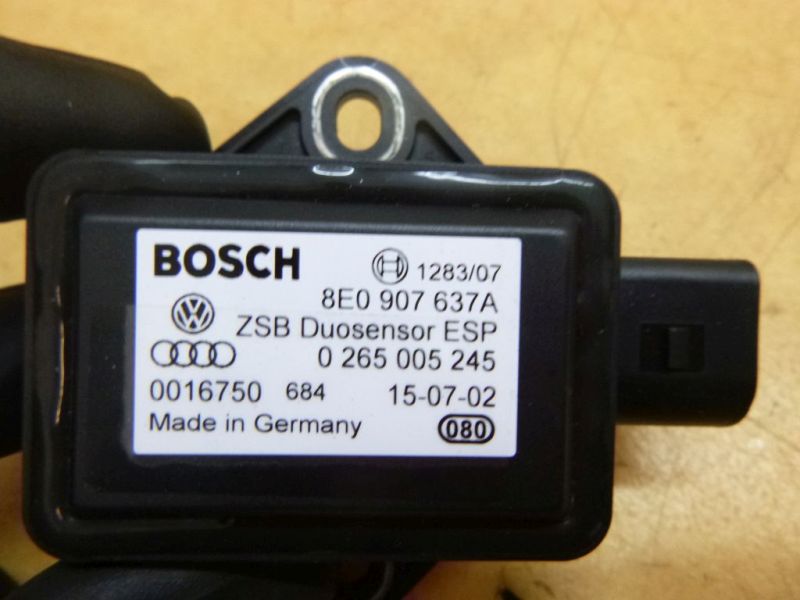 BOSCH 1283/07
8E0 907 637A
ZSB Duosensor ESP
0 265 005 245
0016750 684 15-07-02
Made in Germany 080